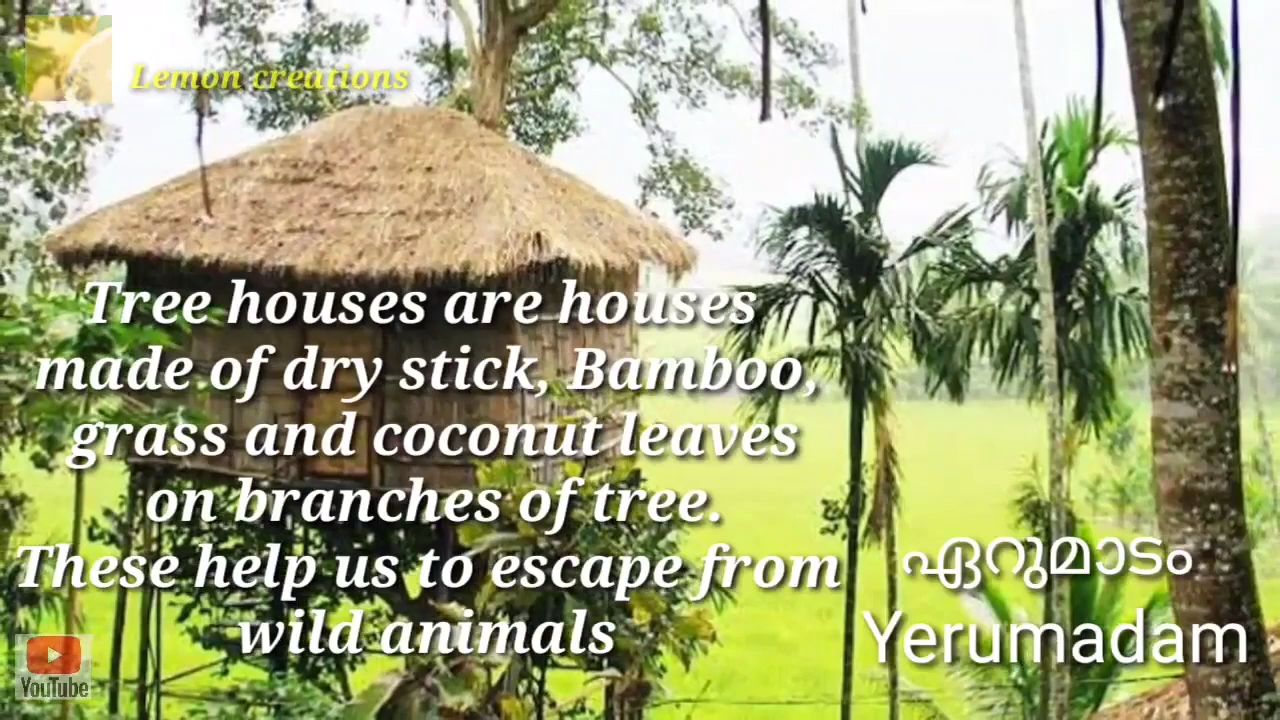 Lemon creations
Tree houses are houses
made of dry stick, Bamboo,
grass and coconut leaves
on branches of tree.
These help us to escape from
wild animals
ഏറുമാടം
Yerumadam
YouTube